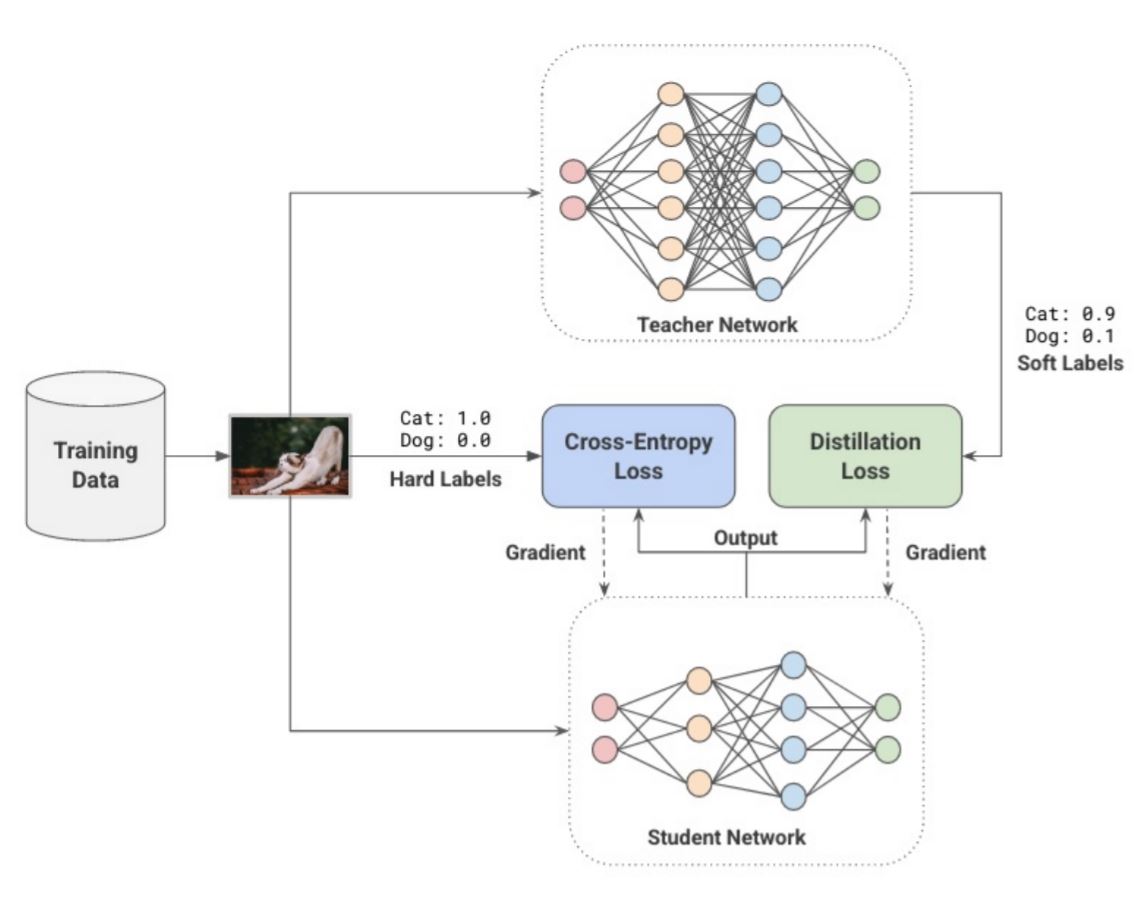 Teacher Network
Cat: 0.9
Dog: 0.1
Soft Labels
Training
Data
Cat: 1.0
Dog: 0.0
Hard Labels
Cross-Entropy
Loss
Distillation
Loss
Gradient
Output
Gradient
Student Network